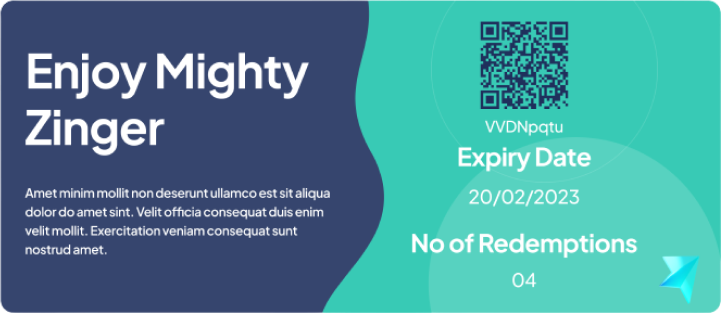 Enjoy Mighty
Zinger
Amet minim mollit non deserunt ullamco est sit aliqua
dolor do amet sint. Velit officia consequat duis enim
velit mollit. Exercitation veniam consequat sunt
nostrud amet.
VVDNpqtu
Expiry Date
20/02/2023
No of Redemptions
04